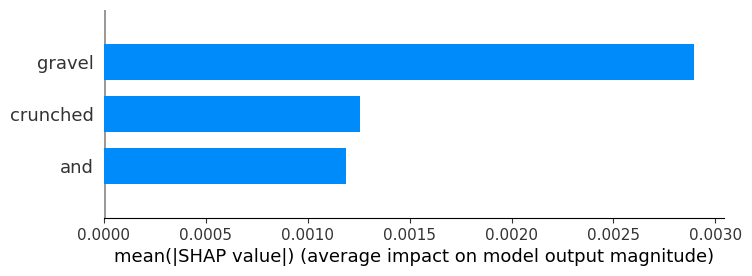 gravel
crunched
and
0.0000 0.0005 0.0010 0.0015 0.0020 0.0025 0.0030
mean(|SHAP value|) (average impact on model output magnitude)